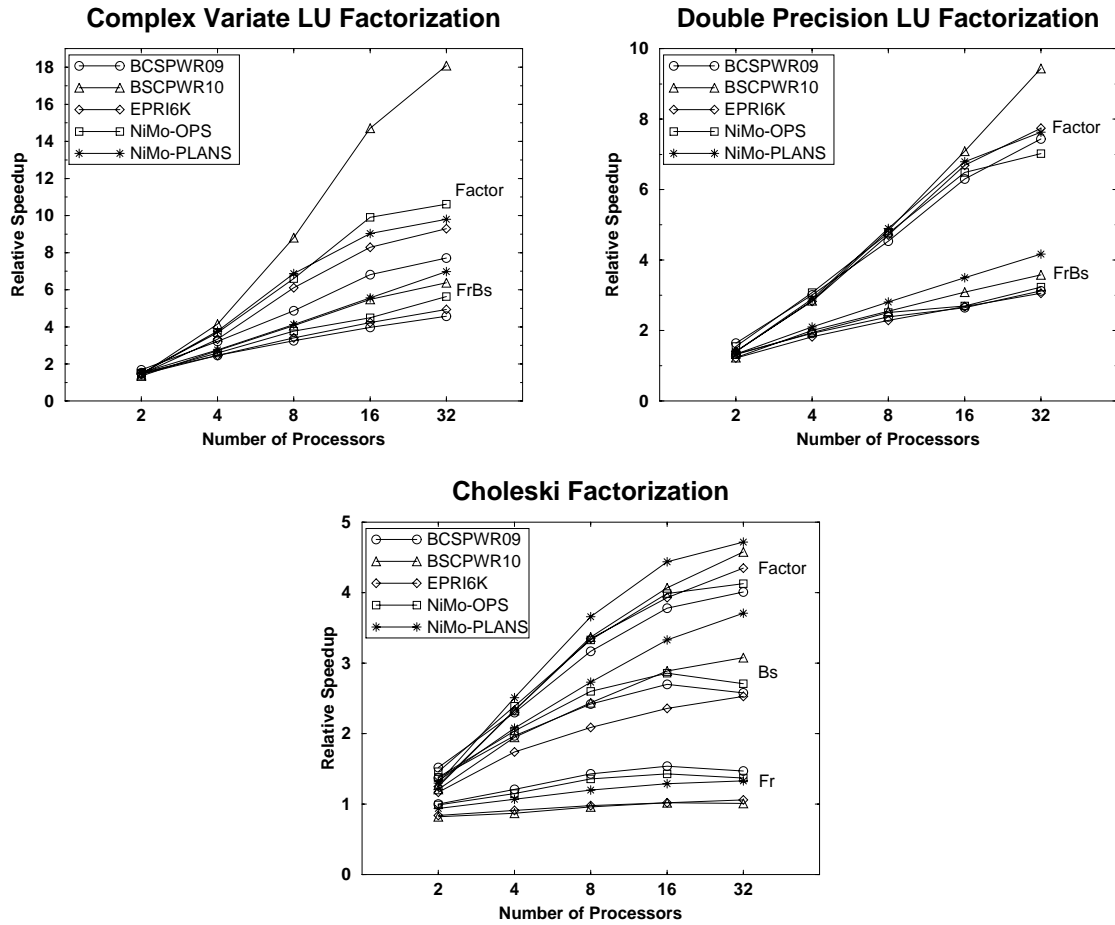 Complex Variate LU Factorization
18
16
14
12
10
8
6
4
2
0
Relative Speedup
BCSPWR09
BSCPWR10
EPRI6K
NiMo-OPS
NiMo-PLANS
Factor
FrBs
2 4 8 16 32
Number of Processors
Double Precision LU Factorization
10
8
6
4
2
0
Relative Speedup
BCSPWR09
BSCPWR10
EPRI6K
NiMo-OPS
NiMo-PLANS
Factor
FrBs
2 4 8 16 32
Number of Processors
Choleski Factorization
5
4
3
2
1
0
Relative Speedup
BCSPWR09
BSCPWR10
EPRI6K
NiMo-OPS
NiMo-PLANS
Factor
Bs
Fr
2 4 8 16 32
Number of Processors